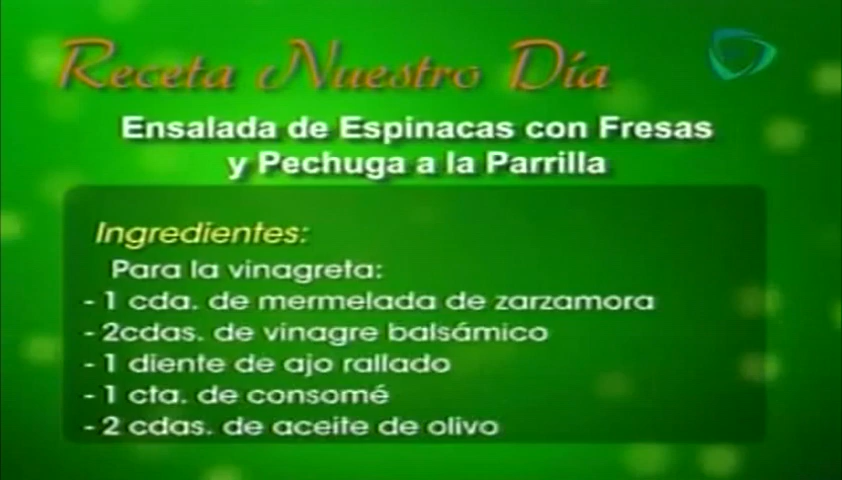 Receta Nuestro Día
Ensalada de Espinacas con Fresas
y Pechuga a la Parrilla
Ingredientes:
Para la vinagreta:
- 1 cda. de mermelada de zarzamora
- 2cdas. de vinagre balsámico
- 1 diente de ajo rallado
- 1 cta. de consomé
- 2 cdas. de aceite de olivo